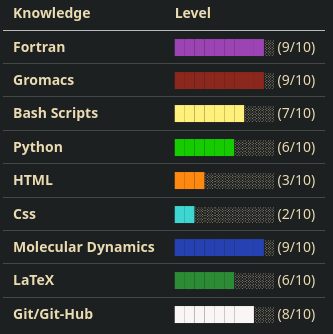 Knowledge Level
Fortran █████████░ (9/10)
Gromacs █████████░ (9/10)
Bash Scripts ███████░░░ (7/10)
Python ██████░░░░ (6/10)
HTML ███░░░░░░░ (3/10)
Css ██░░░░░░░░ (2/10)
Molecular Dynamics █████████░ (9/10)
LaTeX ██████░░░░ (6/10)
Git/Git-Hub ████████░░ (8/10)